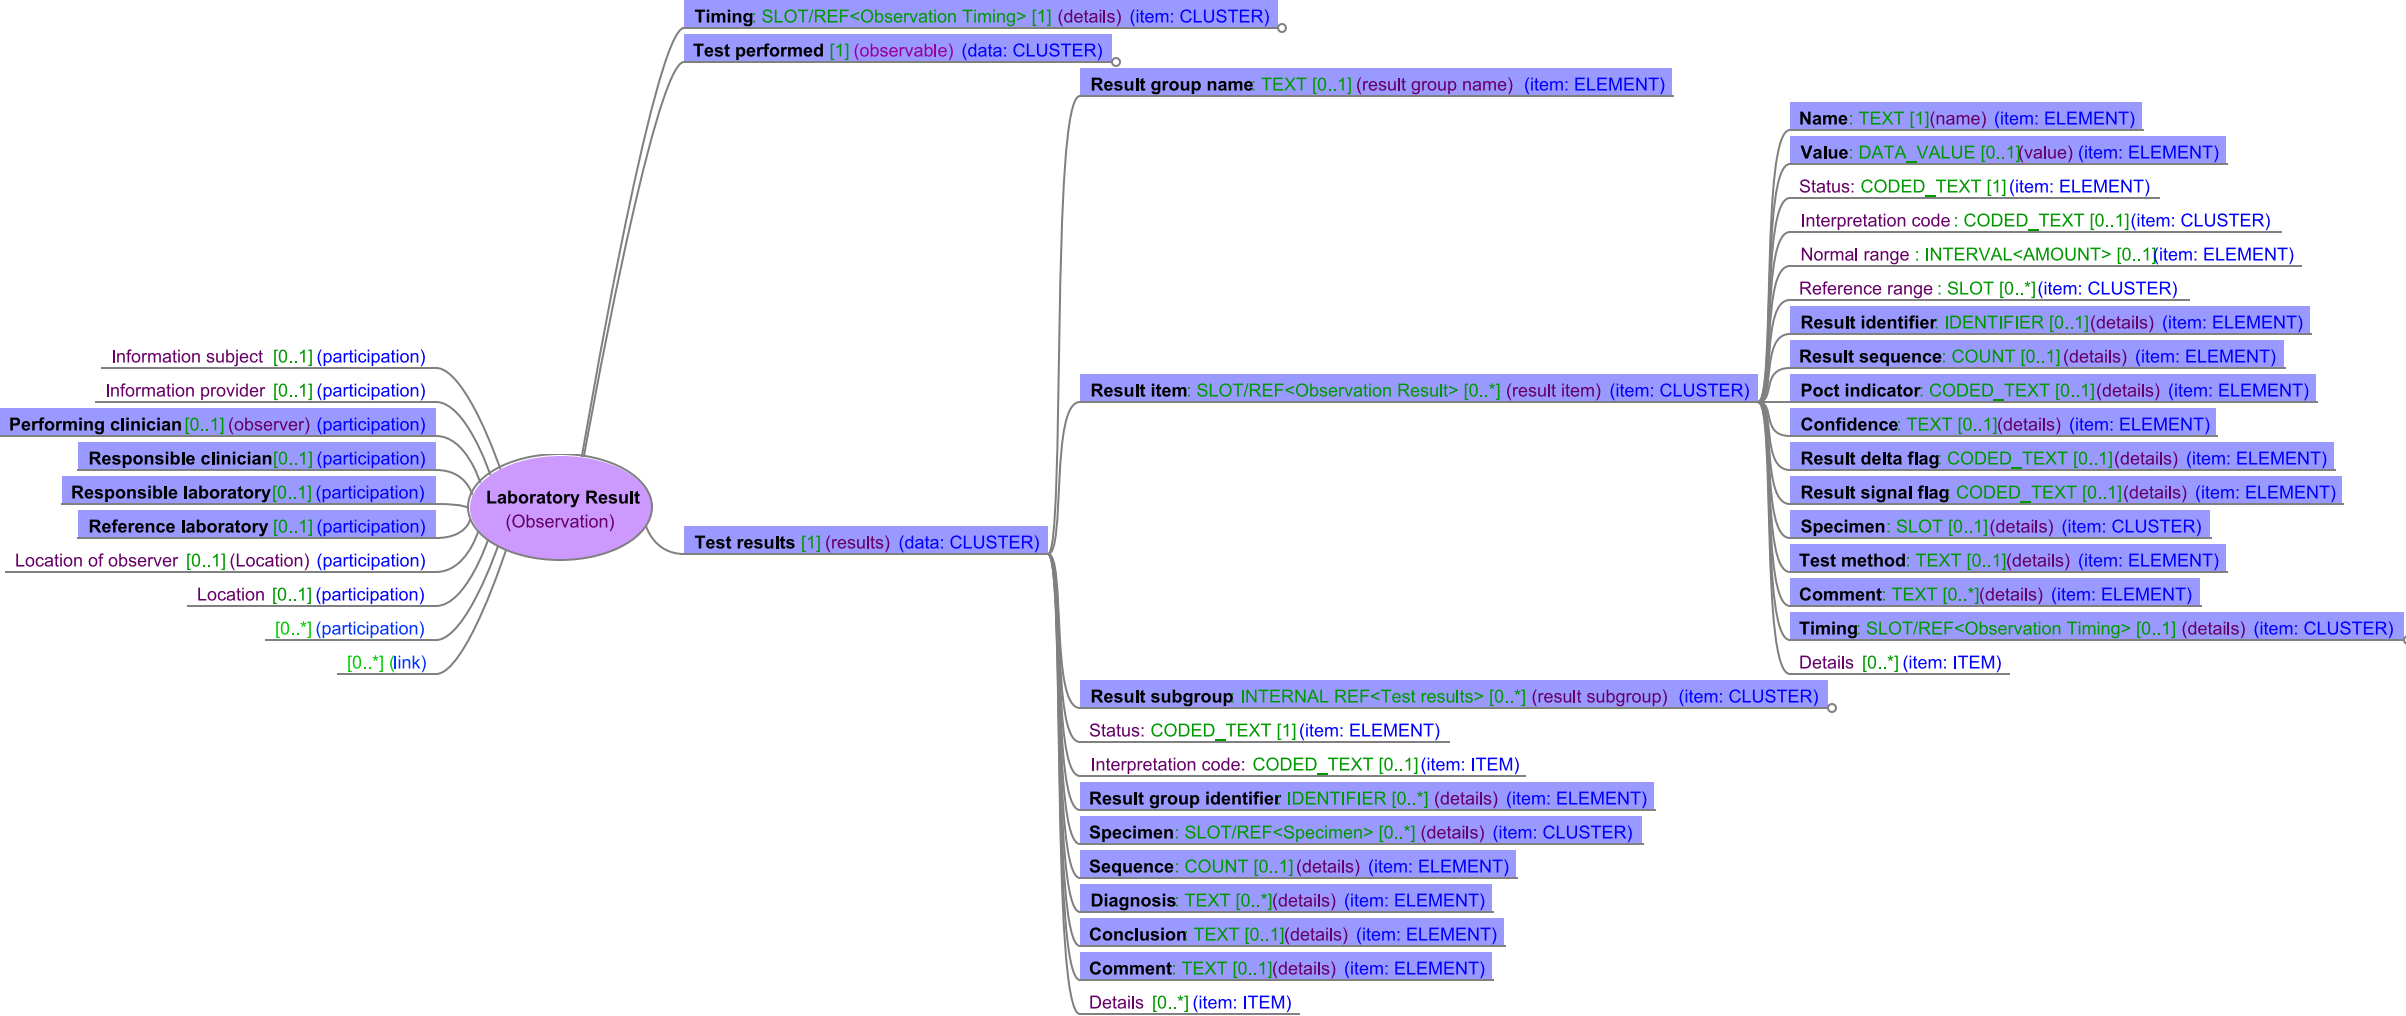 Timing: SLOT/REF<Observation Timing> [1] (details) (item: CLUSTER)
Test performed [1] (observable) (data: CLUSTER)
Result group name: TEXT [0..1] (result group name) (item: ELEMENT)
Name: TEXT [1](name) (item: ELEMENT)
Value: DATA_VALUE [0..1](value) (item: ELEMENT)
Status: CODED_TEXT [1] (item: ELEMENT)
Interpretation code : CODED_TEXT [0..1](item: CLUSTER)
Normal range : INTERVAL<AMOUNT> [0..1](item: ELEMENT)
Reference range : SLOT [0..*](item: CLUSTER)
Result identifier: IDENTIFIER [0..1](details) (item: ELEMENT)
Result sequence: COUNT [0..1] (details) (item: ELEMENT)
Poct indicator: CODED_TEXT [0..1](details) (item: ELEMENT)
Confidence: TEXT [0..1](details) (item: ELEMENT)
Result delta flag: CODED_TEXT [0..1](details) (item: ELEMENT)
Result signal flag: CODED_TEXT [0..1](details) (item: ELEMENT)
Specimen: SLOT [0..1](details) (item: CLUSTER)
Test method: TEXT [0..1](details) (item: ELEMENT)
Comment: TEXT [0..*](details) (item: ELEMENT)
Timing: SLOT/REF<Observation Timing> [0..1] (details) (item: CLUSTER)
Details [0..*] (item: ITEM)
Result item: SLOT/REF<Observation Result> [0..*] (result item) (item: CLUSTER)
Information subject [0..1] (participation)
Information provider [0..1] (participation)
Performing clinician [0..1] (observer) (participation)
Responsible clinician [0..1] (participation)
Responsible laboratory [0..1] (participation)
Reference laboratory [0..1] (participation)
Location of observer [0..1] (Location) (participation)
Location [0..1] (participation)
[0..*] (participation)
[0..*] (link)
Laboratory Result
(Observation)
Test results [1] (results) (data: CLUSTER)
Result subgroup: INTERNAL REF<Test results> [0..*] (result subgroup) (item: CLUSTER)
Status: CODED_TEXT [1] (item: ELEMENT)
Interpretation code: CODED_TEXT [0..1] (item: ITEM)
Result group identifier: IDENTIFIER [0..*] (details) (item: ELEMENT)
Specimen: SLOT/REF<Specimen> [0..*] (details) (item: CLUSTER)
Sequence: COUNT [0..1] (details) (item: ELEMENT)
Diagnosis: TEXT [0..*](details) (item: ELEMENT)
Conclusion: TEXT [0..1](details) (item: ELEMENT)
Comment: TEXT [0..1](details) (item: ELEMENT)
Details [0..*] (item: ITEM)